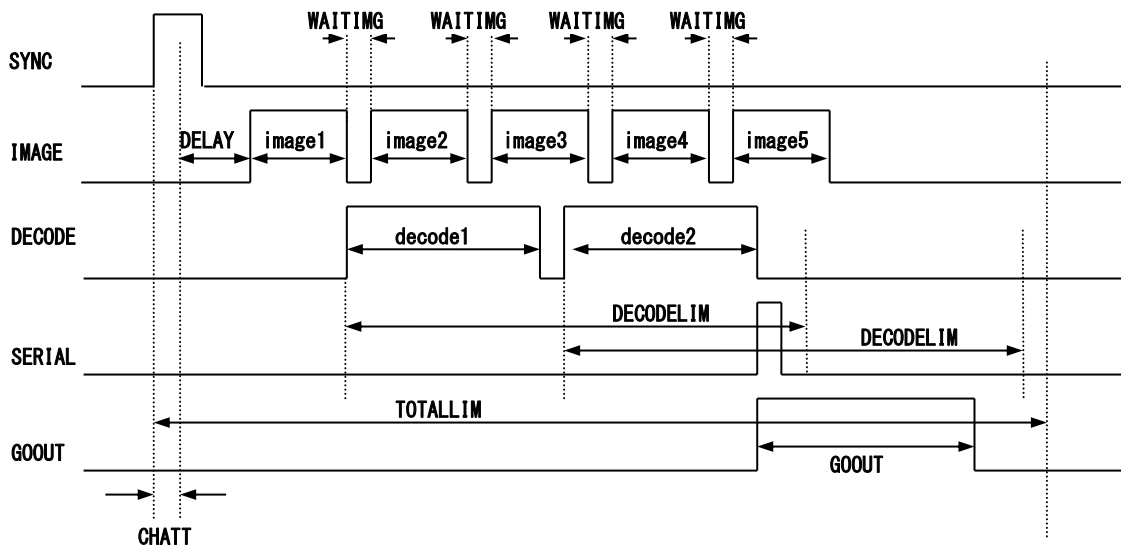 WAITIMG WAITIMG WAITIMG WAITIMG
SYNC
DELAY image1 image2 image3 image4 image5
IMAGE
DECODE decode1 decode2
DECODELIM
DECODELIM
SERIAL
TOTALLIM
GOOUT GOOUT
CHATT